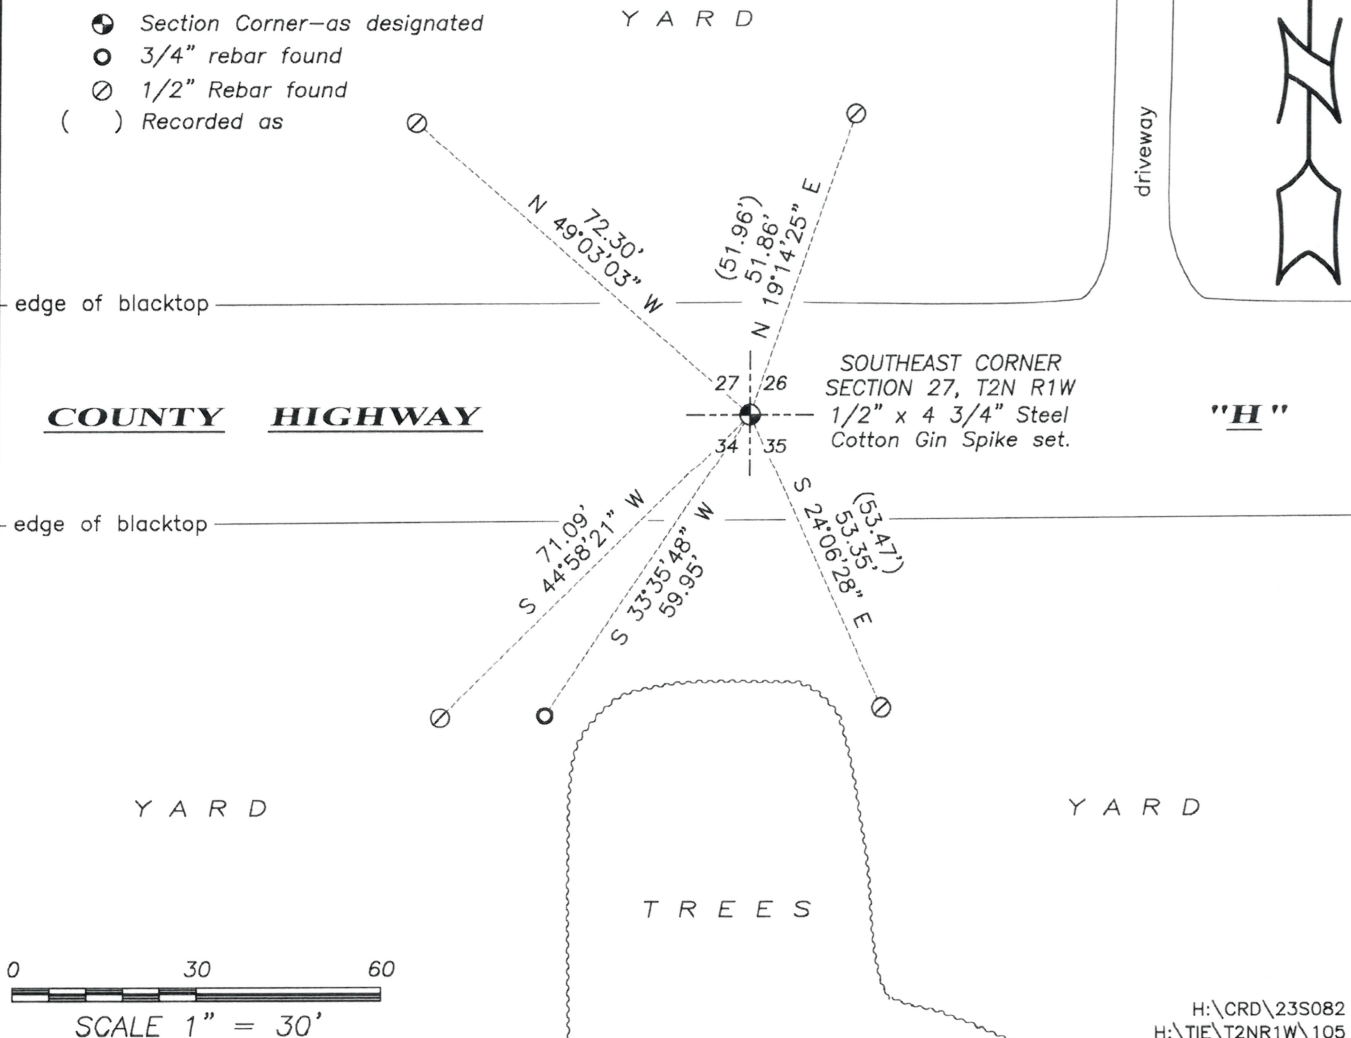 Section Corner—as designated
3/4" rebar found
1/2" Rebar found
( ) Recorded as
Y A R D
driveway
N
N 49°03'03" W
72.30'
(51.96')
51.86'
N 19°14'25" E
edge of blacktop
27 26
34 35
SOUTHEAST CORNER
SECTION 27, T2N R1W
1/2" x 4 3/4" Steel
Cotton Gin Spike set.
COUNTY HIGHWAY "H"
edge of blacktop
71.09'
S 44°58'21" W
S 33°35'48" W
59.95'
(53.47')
53.35'
S 24°06'28" E
Y A R D
Y A R D
T R E E S
0 30 60
SCALE 1" = 30'
H:\CRD\23S082
H:\TIE\T2NR1W\105